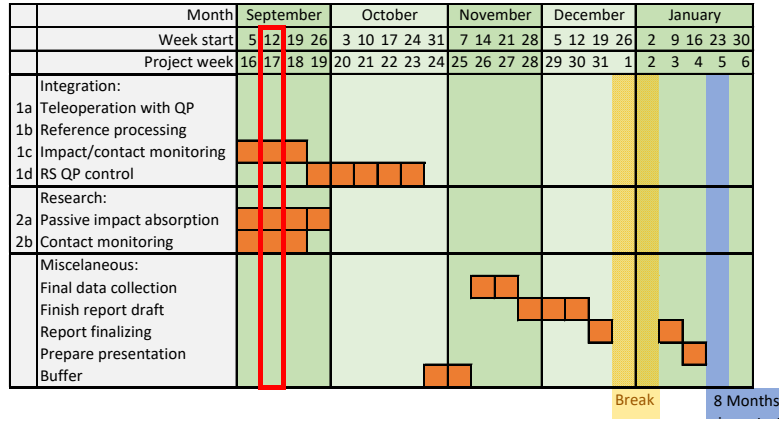 Month September October November December January
Week start 5 12 19 26 3 10 17 24 31 7 14 21 28 5 12 19 26 2 9 16 23 30
Project week 16 17 18 19 20 21 22 23 24 25 26 27 28 29 30 31 1 2 3 4 5 6
Integration:
1a Teleoperation with QP
1b Reference processing
1c Impact/contact monitoring
1d RS QP control
Research:
2a Passive impact absorption
2b Contact monitoring
Miscellaneous:
Final data collection
Finish report draft
Report finalizing
Prepare presentation
Buffer
Break 8 Months